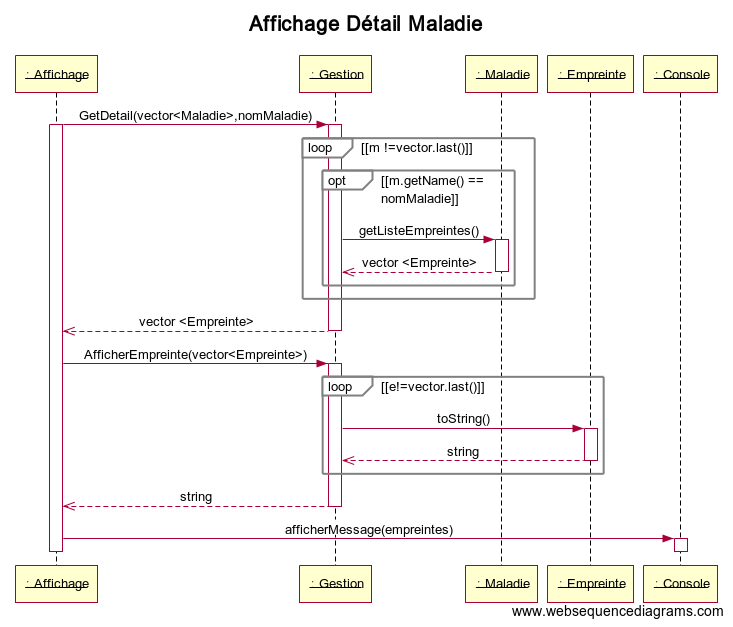 Affichage Détail Maladie
: Affichage
: Gestion
: Maladie
: Empreinte
: Console
GetDetail(vector<Maladie>,nomMaladie)
loop
[[m !=vector.last()]]
opt
[[m.getName() ==
nomMaladie]]
getListeEmpreintes()
vector <Empreinte>
vector <Empreinte>
AfficherEmpreinte(vector<Empreinte>)
loop
[[e!=vector.last()]]
toString()
string
string
afficherMessage(empreintes)
: Affichage
: Gestion
: Maladie
: Empreinte
: Console
www.websequencediagrams.com